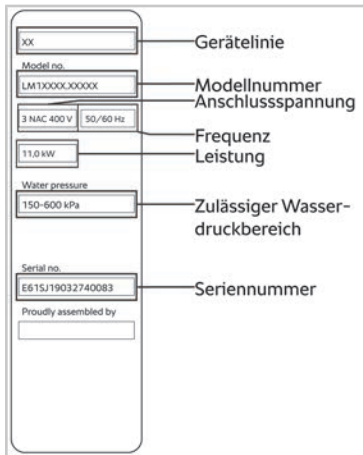 XX
Gerätelinie
Model no.
LM1XXXX.XXXXX
Modellnummer
Anschlussspannung
3 NAC 400 V
50/60 Hz
Frequenz
11,0 kW
Leistung
Water pressure
150-600 kPa
Zulässiger Wasser-
druckbereich
Serial no.
E61SJ19032740083
Seriennummer
Proudly assembled by